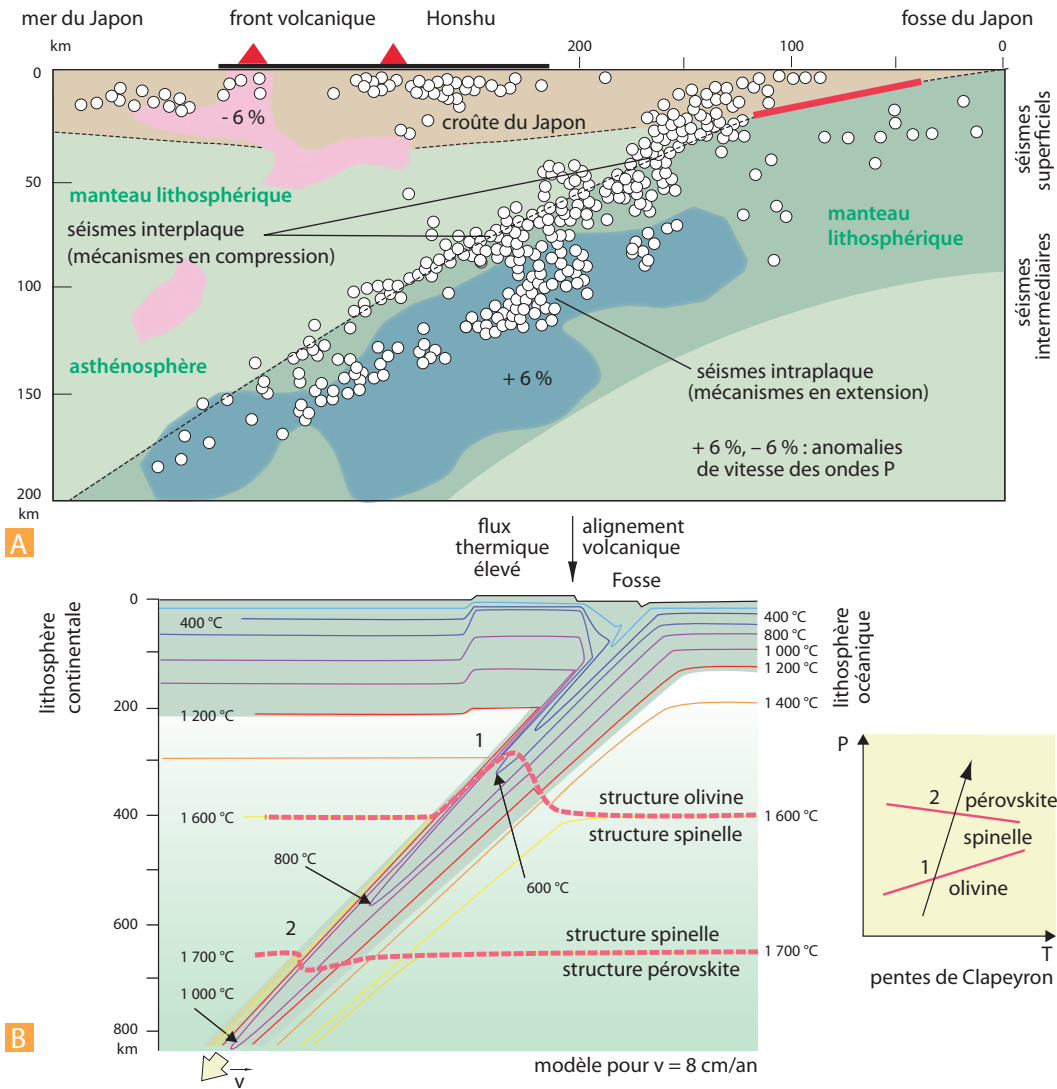 mer du Japon
front volcanique
Honshu
fosse du Japon
km
200
100
0
0
50
100
150
200
km
- 6 %
croûte du Japon
manteau lithosphérique
séismes interplaque
(mécanismes en compression)
manteau
lithosphérique
asthénosphère
+ 6 %
séismes intraplaque
(mécanismes en extension)
+ 6 %, – 6 % : anomalies
de vitesse des ondes P
séismes
superficiels
séismes
intermédiaires
A
flux
thermique
élevé
alignement
volcanique
Fosse
lithosphère
continentale
0
200
400
600
800
km
400 °C
1 200 °C
1 600 °C
1 700 °C
800 °C
1 000 °C
600 °C
1
2
structure olivine
structure spinelle
structure spinelle
structure pérovskite
400 °C
800 °C
1 000 °C
1 200 °C
1 400 °C
1 600 °C
1 700 °C
lithosphère
océanique
v
modèle pour v = 8 cm/an
B
P
2
pérovskite
spinelle
1
olivine
T
pentes de Clapeyron